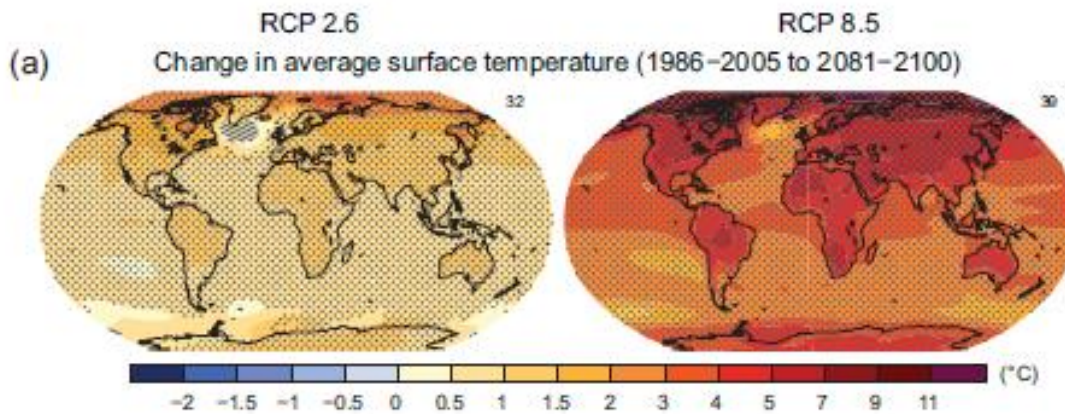 RCP 2.6 RCP 8.5
(a) Change in average surface temperature (1986−2005 to 2081−2100)
32 39
−2 −1.5 −1 −0.5 0 0.5 1 1.5 2 3 4 5 7 9 11 (°C)